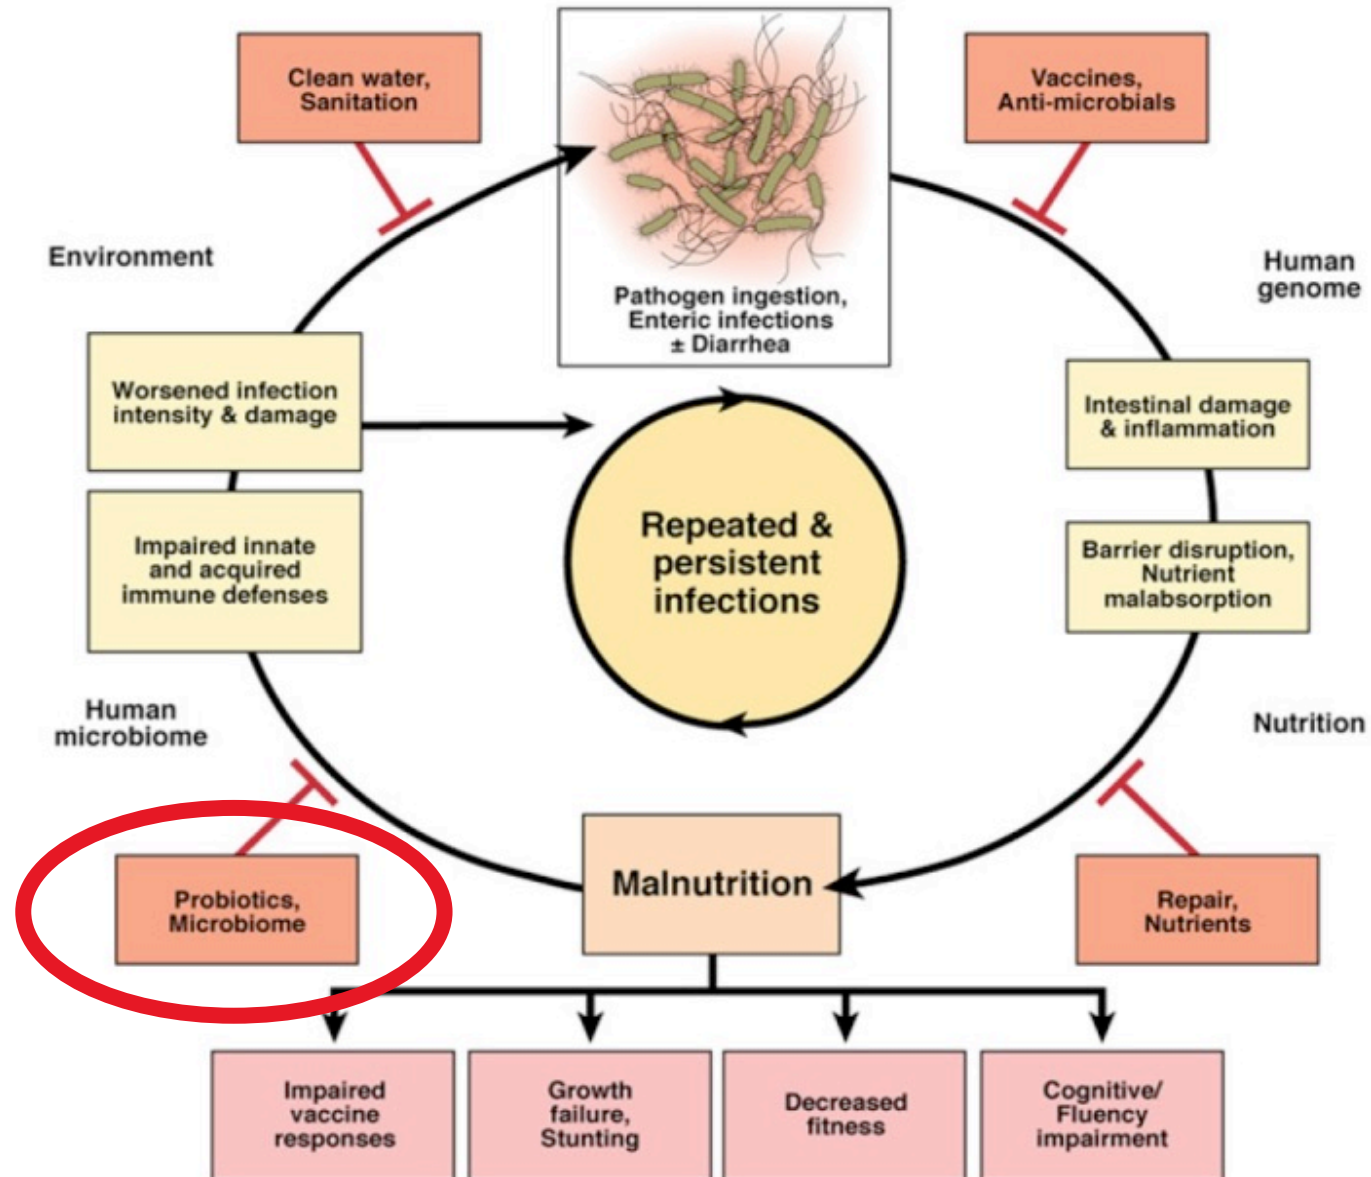 Clean water,
Sanitation
Vaccines,
Anti-microbials
Pathogen ingestion,
Enteric infections
± Diarrhea
Environment
Human
genome
Worsened infection
intensity & damage
Intestinal damage
& inflammation
Impaired innate
and acquired
immune defenses
Repeated &
persistent
infections
Barrier disruption,
Nutrient
malabsorption
Human
microbiome
Nutrition
Probiotics,
Microbiome
Malnutrition
Repair,
Nutrients
Impaired
vaccine
responses
Growth
failure,
Stunting
Decreased
fitness
Cognitive/
Fluency
impairment